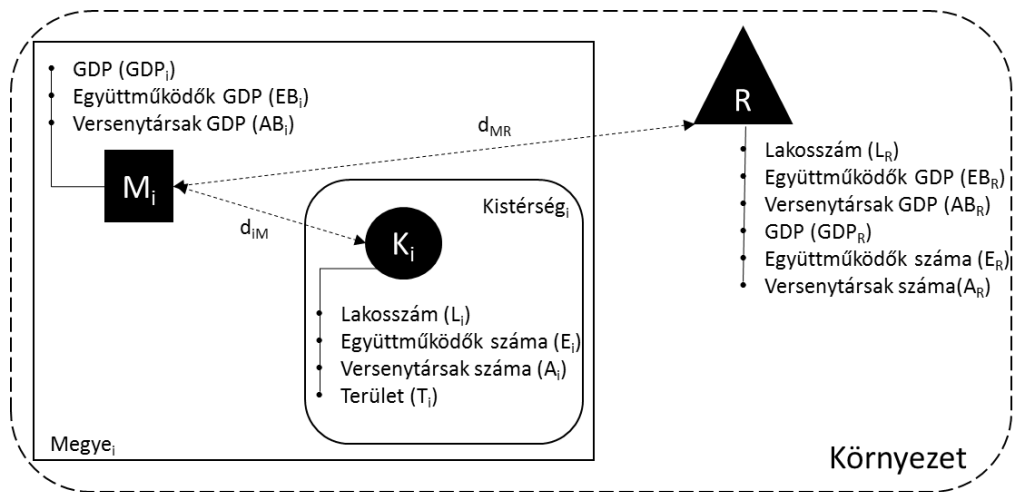 GDP (GDPi)
Együttműködők GDP (EBi)
Versenytársak GDP (ABi)
Mi
dMR
R
Lakosszám (LR)
Együttműködők GDP (EBR)
Versenytársak GDP (ABR)
GDP (GDPR)
Együttműködők száma (ER)
Versenytársak száma(AR)
Kistérségi
diM
Ki
Lakosszám (Li)
Együttműködők száma (Ei)
Versenytársak száma (Ai)
Terület (Ti)
Megyei
Környezet